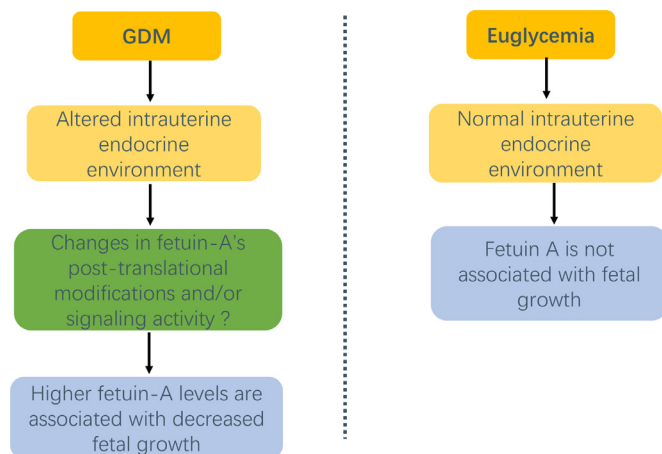 GDM
Altered intrauterine
endocrine
environment
Changes in fetuin-A's
post-translational
modifications and/or
signaling activity ?
Higher fetuin-A levels are
associated with decreased
fetal growth
Euglycemia
Normal intrauterine
endocrine
environment
Fetuin A is not
associated with fetal
growth